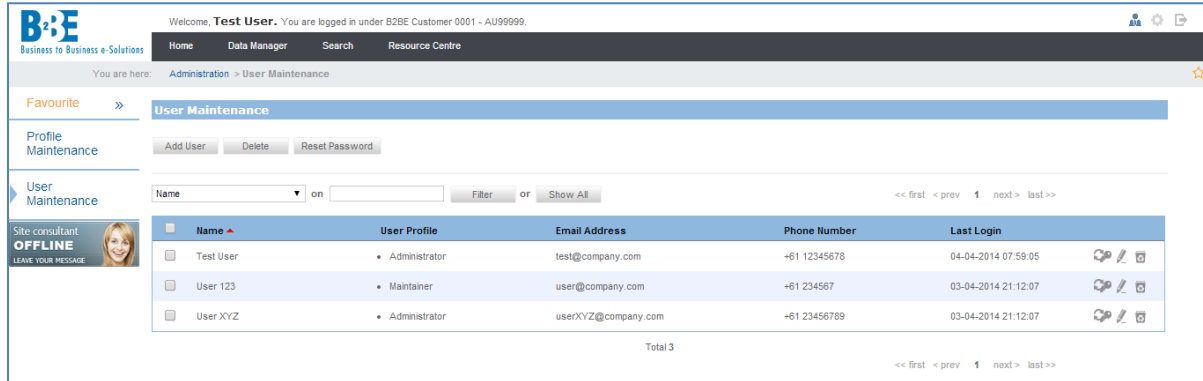 B2BE
Business to Business e-Solutions
Welcome, Test User. You are logged in under B2BE Customer 0001 - AU99999.
Home Data Manager Search Resource Centre
You are here: Administration > User Maintenance
Favourite »
Profile
Maintenance
User
Maintenance
Site consultant
OFFLINE
LEAVE YOUR MESSAGE
User Maintenance
Add User Delete Reset Password
Name on Filter or Show All << first < prev 1 next > last >>
Name User Profile Email Address Phone Number Last Login
Test User • Administrator test@company.com +61 12345678 04-04-2014 07:59:05
User 123 • Maintainer user@company.com +61 234567 03-04-2014 21:12:07
User XYZ • Administrator userXYZ@company.com +61 23456789 03-04-2014 21:12:07
Total 3
<< first < prev 1 next > last >>